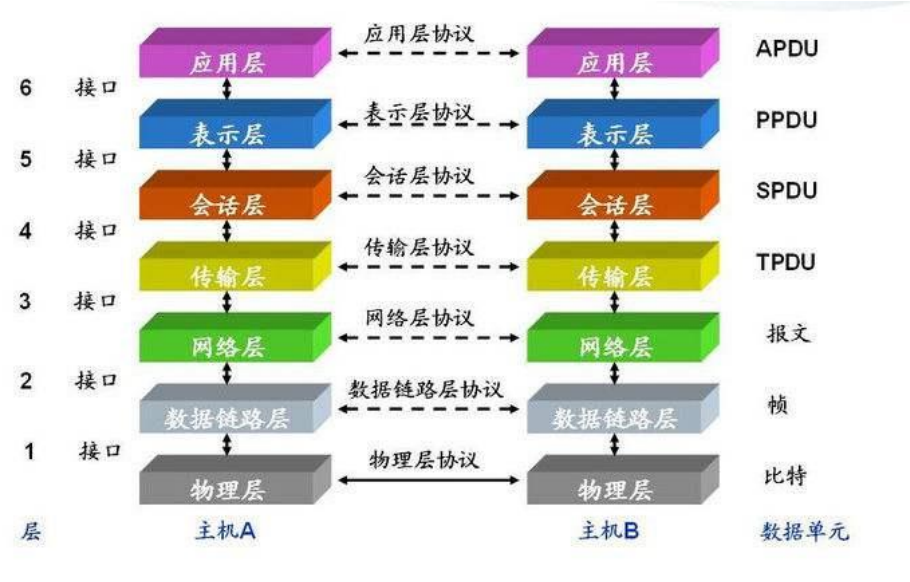 应用层 应用层协议 应用层 APDU
6 接口
表示层 表示层协议 表示层 PPDU
5 接口
会话层 会话层协议 会话层 SPDU
4 接口
传输层 传输层协议 传输层 TPDU
3 接口
网络层 网络层协议 网络层 报文
2 接口
数据链路层 数据链路层协议 数据链路层 帧
1 接口
物理层 物理层协议 物理层 比特
层 主机A 主机B 数据单元